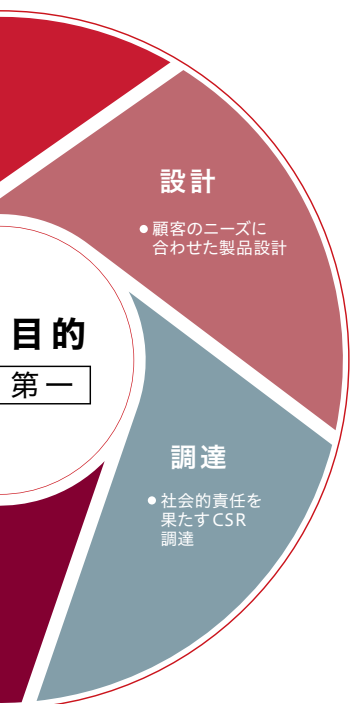 設計
●顧客のニーズに
合わせた製品設計
目的
第一
調達
●社会的責任を
果たすCSR
調達